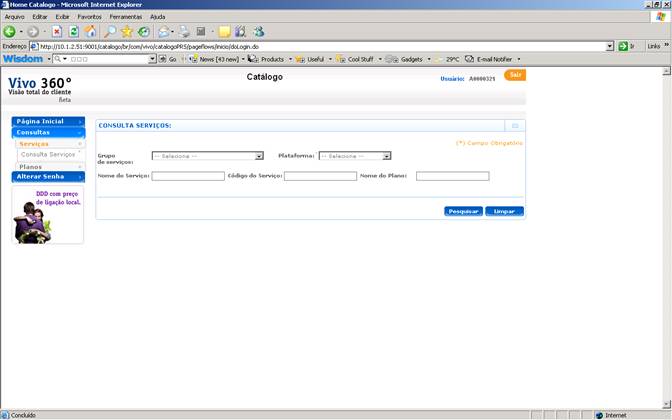 Home Catalogo - Microsoft Internet Explorer
Arquivo Editar Exibir Favoritos Ferramentas Ajuda
Endereço http://10.1.2.51:9001/catalogo/br/com/vivo/catalogoPRS/pageflows/inicio/doLogin.do Ir Links »
Wisdom Go News [43 new] Products Useful Cool Stuff Gadgets 29°C E-mail Notifier
Vivo 360°
Visão total do cliente
Beta
Catálogo
Usuário: A0000321
Sair
Página Inicial
Consultas
Serviços
Consulta Serviços
Planos
Alterar Senha
DDD com preço
de ligação local.
CONSULTA SERVIÇOS:
(*) Campo Obrigatório
Grupo
de serviços: -- Selecione -- Plataforma: -- Selecione --
Nome do Serviço: Código do Serviço: Nome do Plano:
Pesquisar Limpar
Concluído Internet